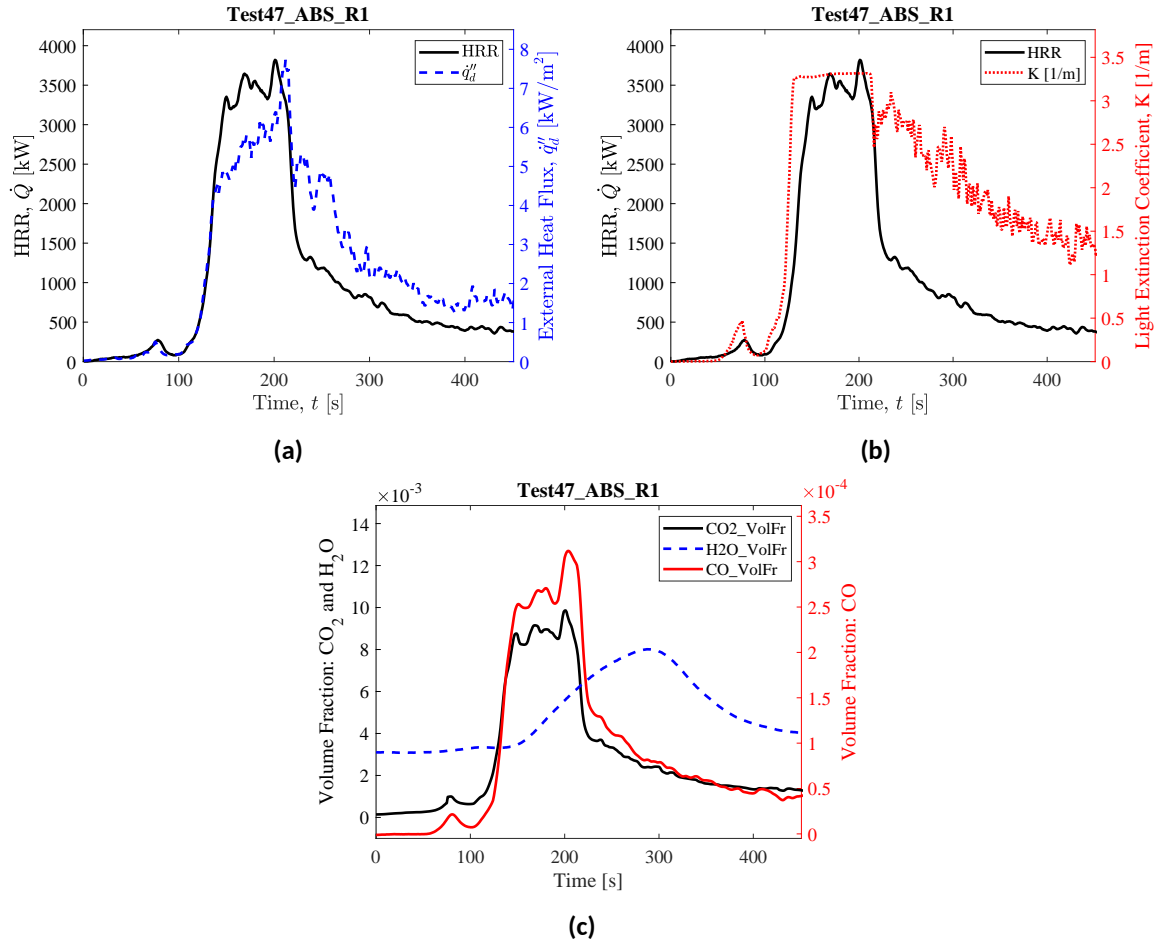 Test47_ABS_R1
HRR
q̇″_d
HRR, Q̇ [kW]
External Heat Flux, q̇″_d [kW/m²]
4000
3500
3000
2500
2000
1500
1000
500
0
8
7
6
5
4
3
2
1
0
0 100 200 300 400
Time, t [s]
(a)
Test47_ABS_R1
HRR
K [1/m]
HRR, Q̇ [kW]
Light Extinction Coefficient, K [1/m]
4000
3500
3000
2500
2000
1500
1000
500
0
3.5
3
2.5
2
1.5
1
0.5
0
0 100 200 300 400
Time, t [s]
(b)
Test47_ABS_R1
×10⁻³
×10⁻⁴
CO2_VolFr
H2O_VolFr
CO_VolFr
Volume Fraction: CO₂ and H₂O
Volume Fraction: CO
14
12
10
8
6
4
2
0
3.5
3
2.5
2
1.5
1
0.5
0
0 100 200 300 400
Time [s]
(c)